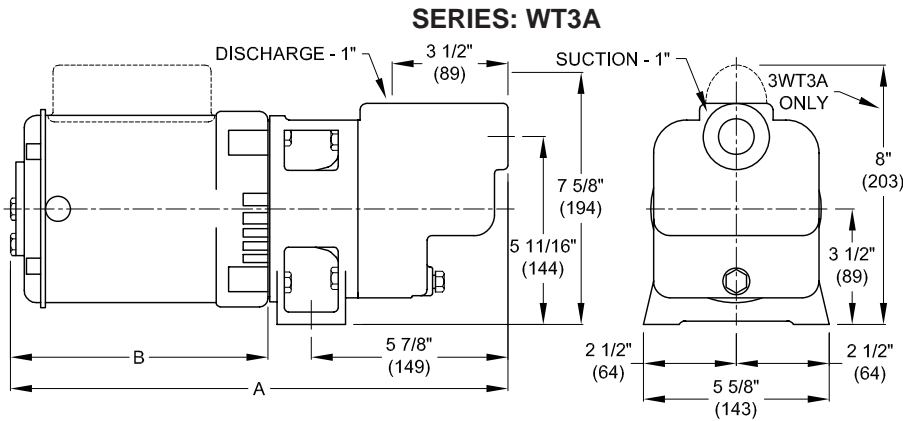 SERIES: WT3A
DISCHARGE - 1"
3 1/2"
(89)
SUCTION - 1"
3WT3A
ONLY
8"
(203)
7 5/8"
(194)
5 11/16"
(144)
3 1/2"
(89)
B
A
5 7/8"
(149)
2 1/2"
(64)
2 1/2"
(64)
5 5/8"
(143)